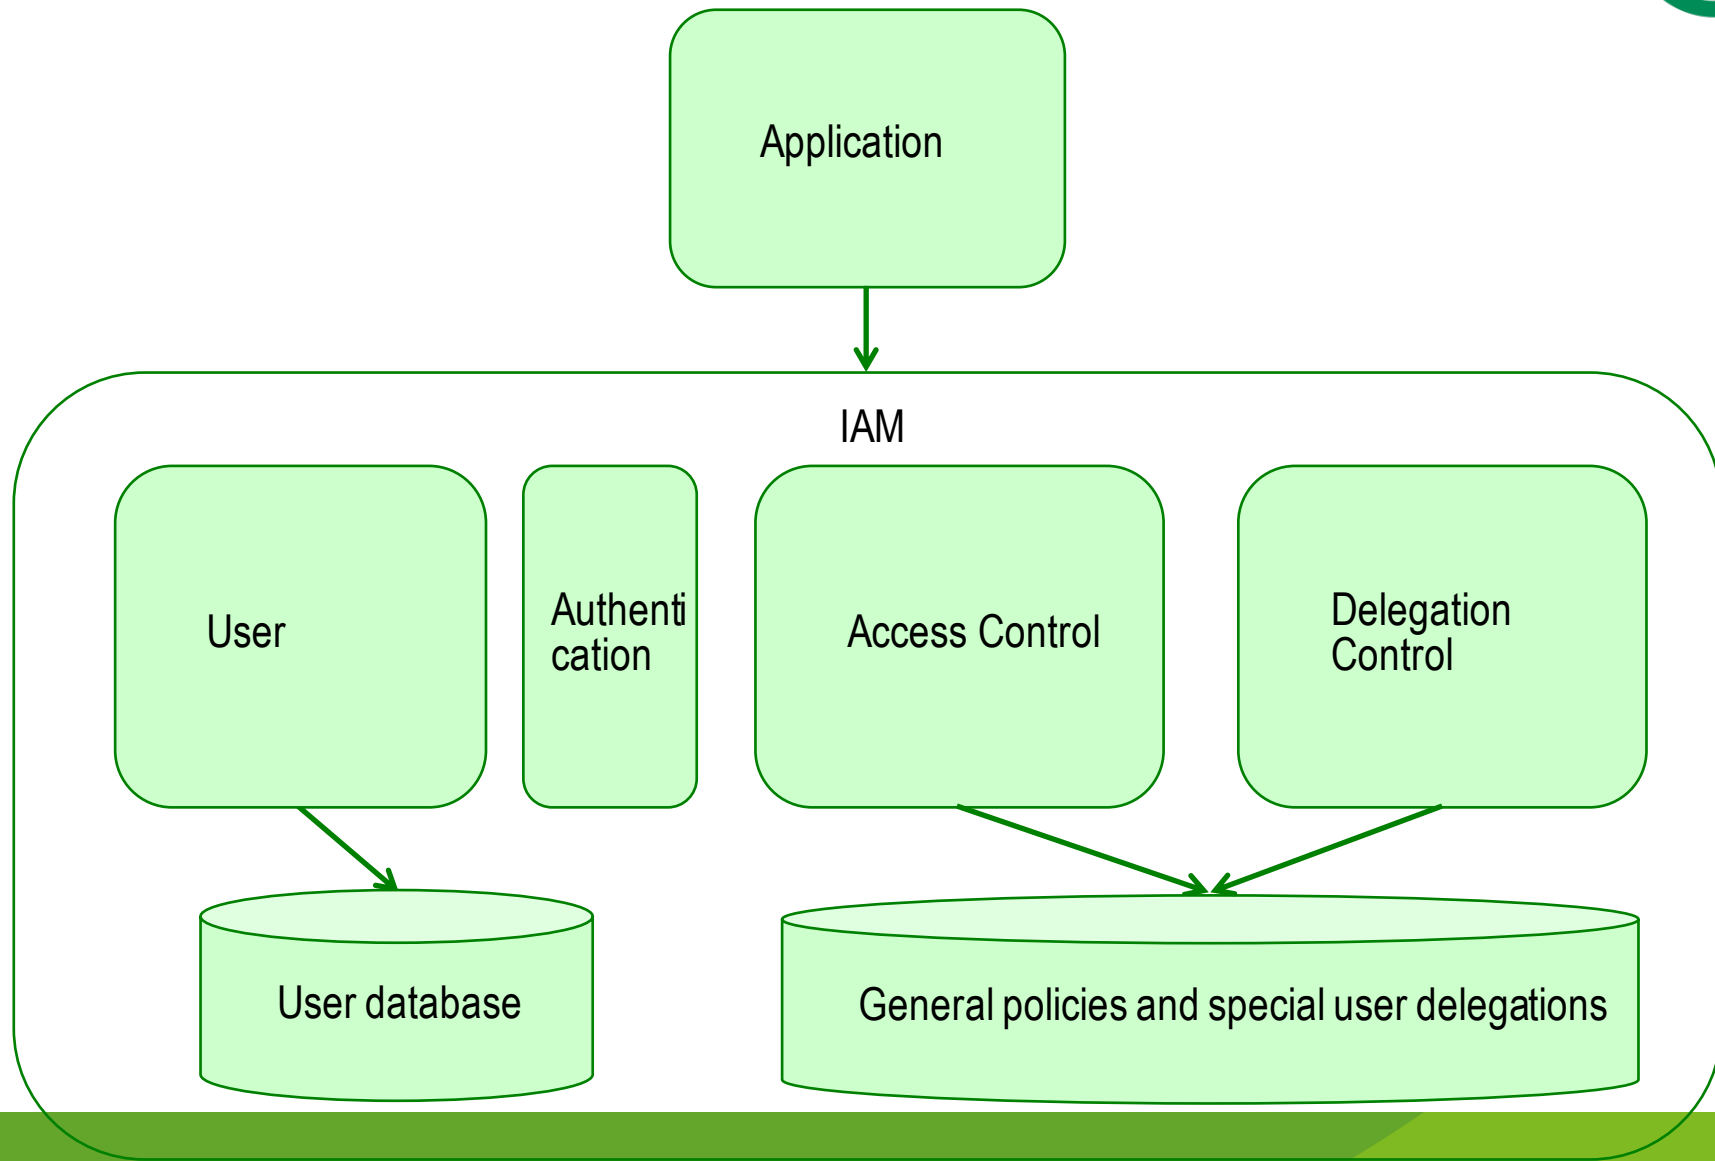 Application
IAM
User
Authenti
cation
Access Control
Delegation
Control
User database
General policies and special user delegations